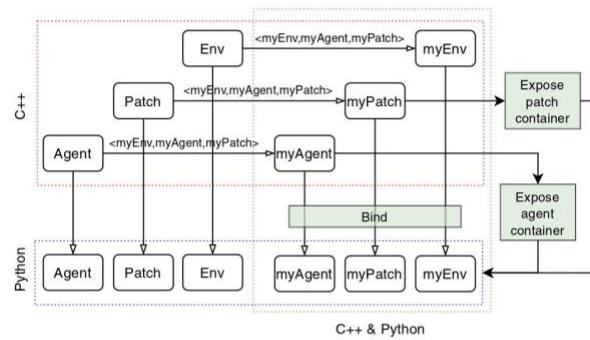 Env
<myEnv,myAgent,myPatch>
myEnv
Patch
<myEnv,myAgent,myPatch>
myPatch
Expose
patch
container
C++
Agent
<myEnv,myAgent,myPatch>
myAgent
Expose
agent
container
Bind
Python
Agent
Patch
Env
myAgent
myPatch
myEnv
C++ & Python